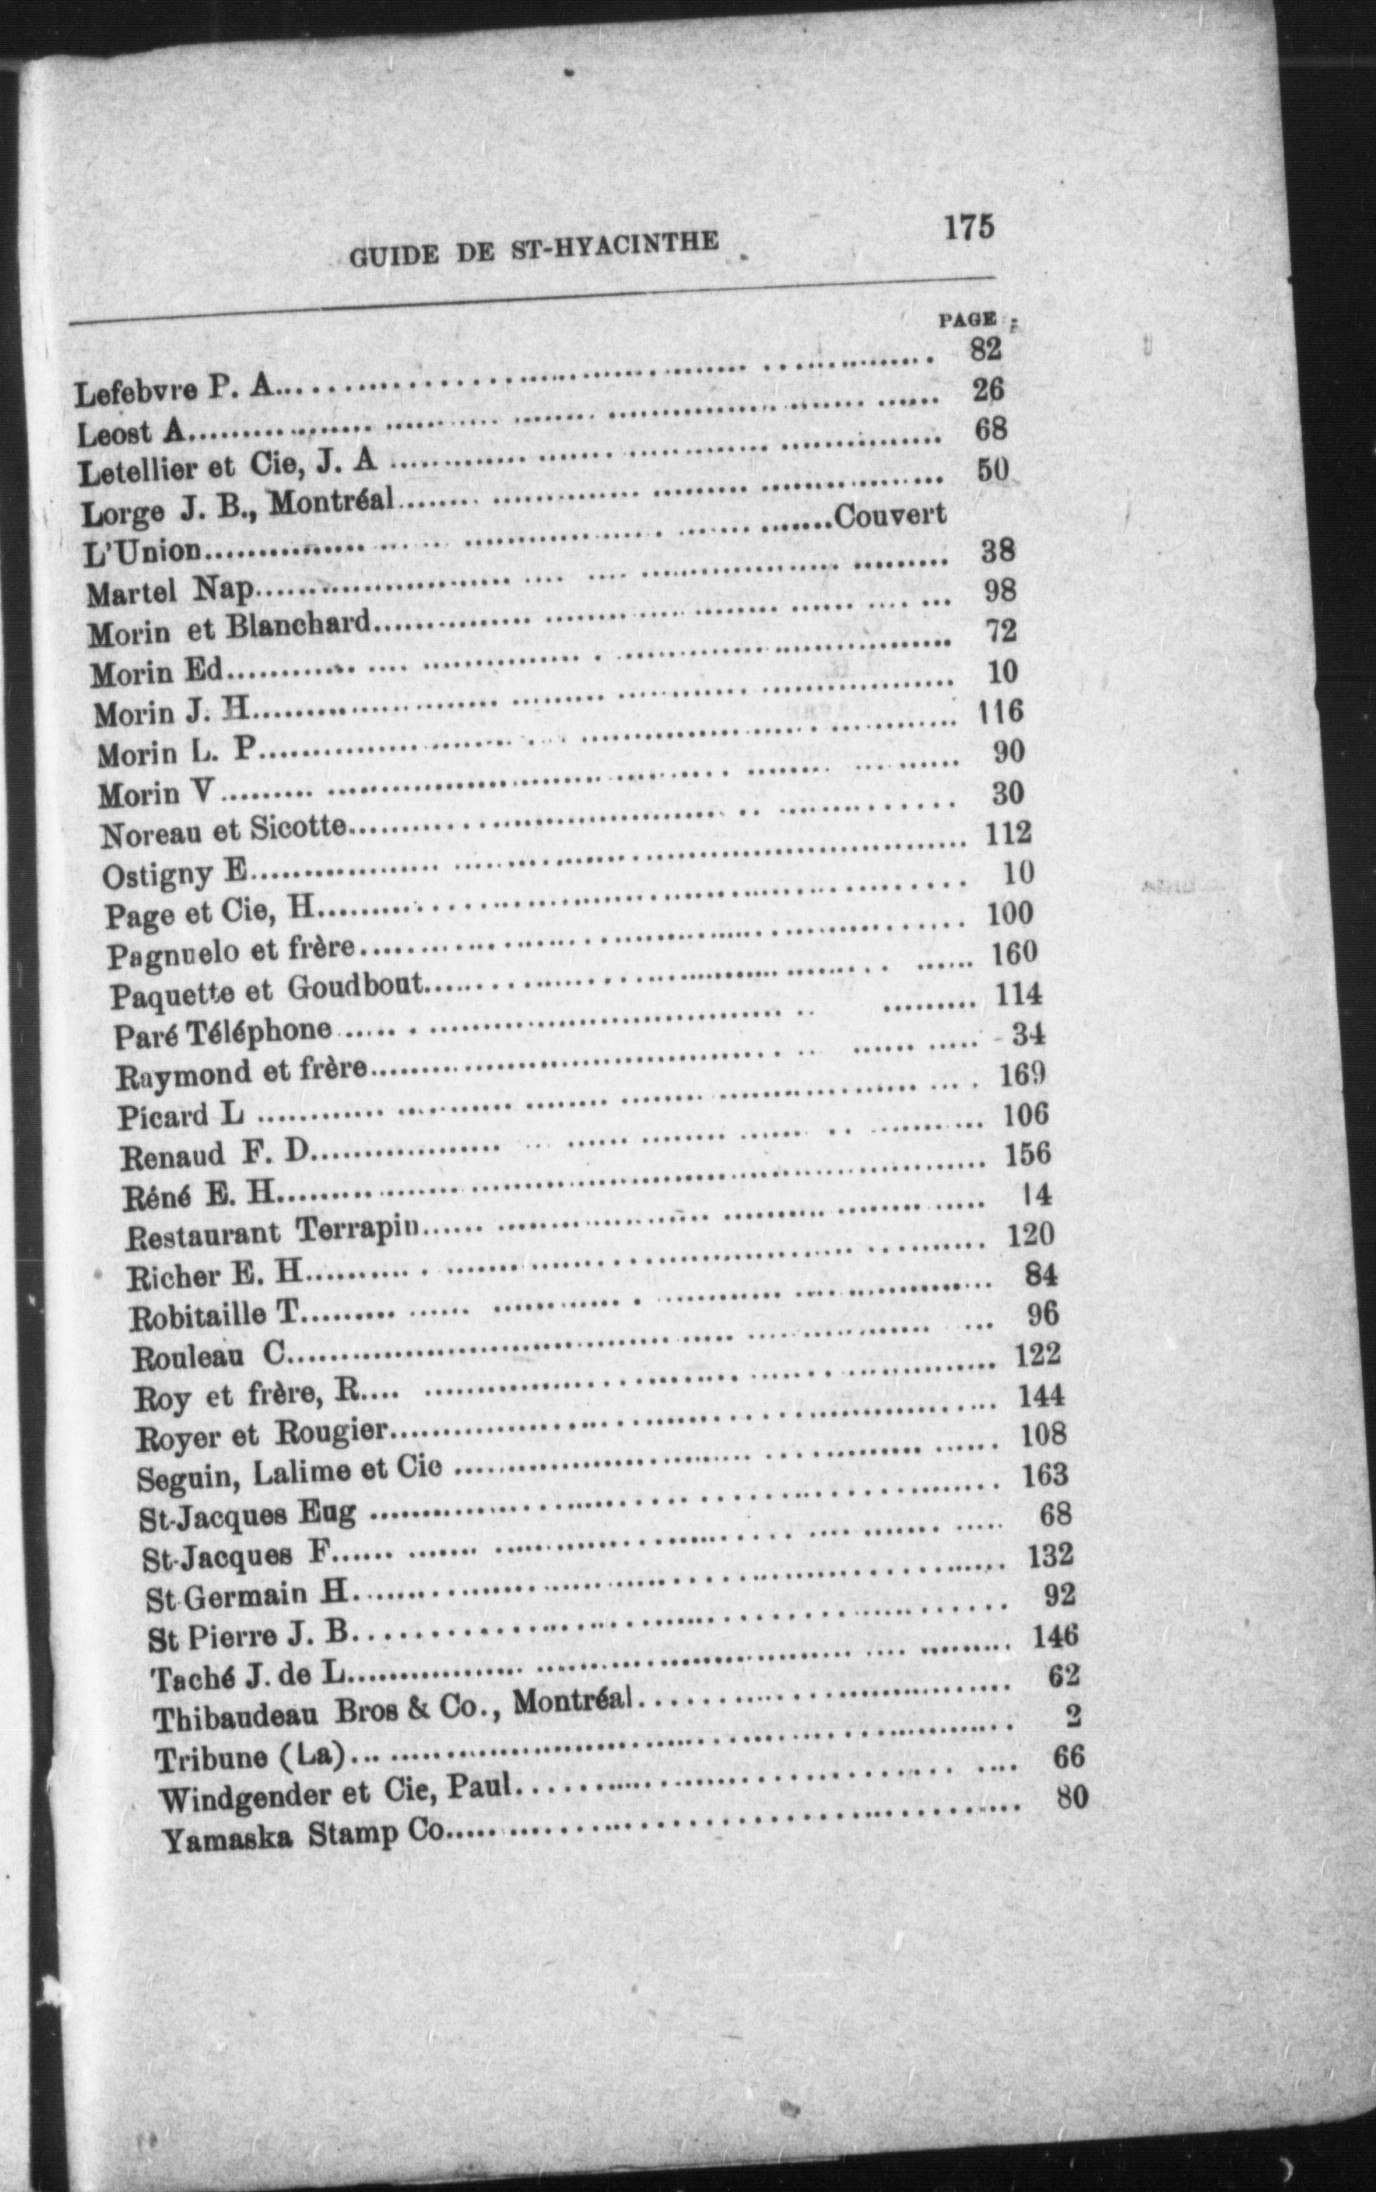 GUIDE DE ST-HYACINTHE 175
PAGE
Lefebvre P. A........ 82
Leost A........ 26
Letellier et Cie, J. A ........ 68
Lorge J. B., Montréal........ 50
L'Union........Couvert
Martel Nap........ 38
Morin et Blanchard........ 98
Morin Ed........ 72
Morin J. H........ 10
Morin L. P........ 116
Morin V ........ 90
Noreau et Sicotte........ 30
Ostigny E........ 112
Page et Cie, H........ 10
Pagnuelo et frère........ 100
Paquette et Goudbout........ 160
Paré Téléphone ........ 114
Raymond et frère........ 34
Picard L ........ 169
Renaud F. D........ 106
Réné E. H........ 156
Restaurant Terrapin........ 14
Richer E. H........ 120
Robitaille T........ 84
Rouleau C........ 96
Roy et frère, R........ 122
Royer et Rougier........ 144
Seguin, Lalime et Cie ........ 108
St-Jacques Eug ........ 163
St-Jacques F........ 68
St-Germain H........ 132
St Pierre J. B........ 92
Taché J. de L........ 146
Thibaudeau Bros & Co., Montréal........ 62
Tribune (La)........ 2
Windgender et Cie, Paul........ 66
Yamaska Stamp Co........ 80